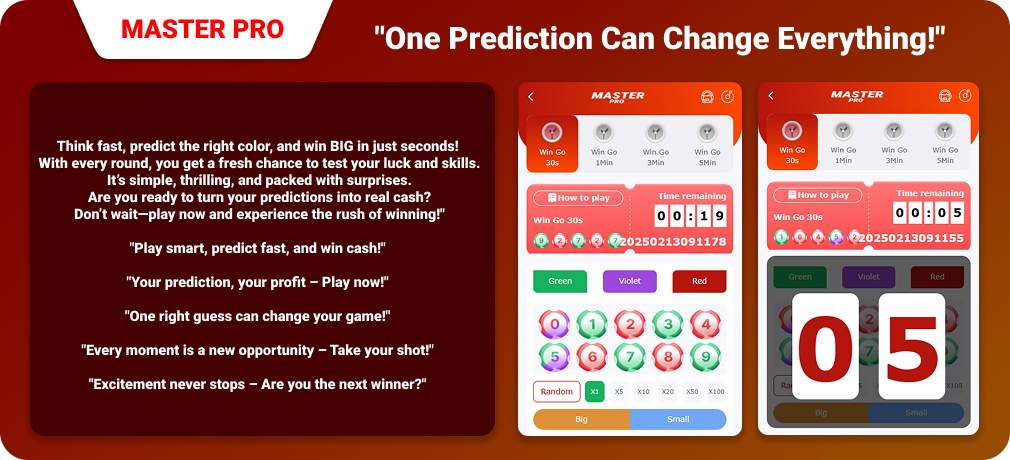 MASTER PRO
"One Prediction Can Change Everything!"
Think fast, predict the right color, and win BIG in just seconds!
With every round, you get a fresh chance to test your luck and skills.
It's simple, thrilling, and packed with surprises.
Are you ready to turn your predictions into real cash?
Don't wait—play now and experience the rush of winning!"
"Play smart, predict fast, and win cash!"
"Your prediction, your profit – Play now!"
"One right guess can change your game!"
"Every moment is a new opportunity – Take your shot!"
"Excitement never stops – Are you the next winner?"
MASTER
PRO
Win Go Win Go Win Go Win Go
30s 1Min 3Min 5Min
How to play Time remaining
00:19
Win Go 30s
9 2 7 2 7 20250213091178
Green Violet Red
0 1 2 3 4
5 6 7 8 9
Random X1 X5 X10 X20 X50 X100
Big Small
MASTER
PRO
Win Go Win Go Win Go Win Go
30s 1Min 3Min 5Min
How to play Time remaining
00:05
Win Go 30s
1 6 4 5 2 20250213091155
Green Violet Red
2
05
X100
Big Small